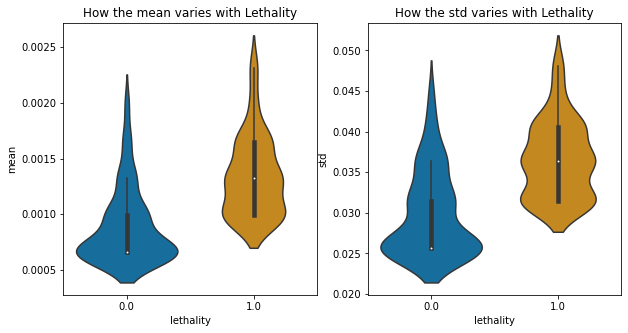 How the mean varies with Lethality
mean
0.0025
0.0020
0.0015
0.0010
0.0005
0.0
1.0
lethality
How the std varies with Lethality
std
0.050
0.045
0.040
0.035
0.030
0.025
0.020
0.0
1.0
lethality